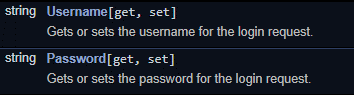 string Username[get, set]
Gets or sets the username for the login request.
string Password[get, set]
Gets or sets the password for the login request.